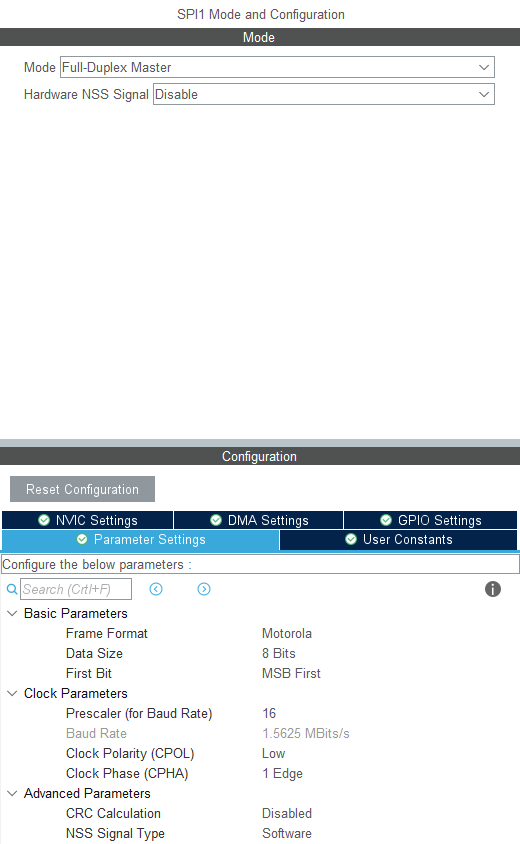 SPI1 Mode and Configuration
Mode
Mode Full-Duplex Master
Hardware NSS Signal Disable
Configuration
Reset Configuration
NVIC Settings DMA Settings GPIO Settings
Parameter Settings User Constants
Configure the below parameters :
Search (Crtl+F)
Basic Parameters
Frame Format Motorola
Data Size 8 Bits
First Bit MSB First
Clock Parameters
Prescaler (for Baud Rate) 16
Baud Rate 1.5625 MBits/s
Clock Polarity (CPOL) Low
Clock Phase (CPHA) 1 Edge
Advanced Parameters
CRC Calculation Disabled
NSS Signal Type Software